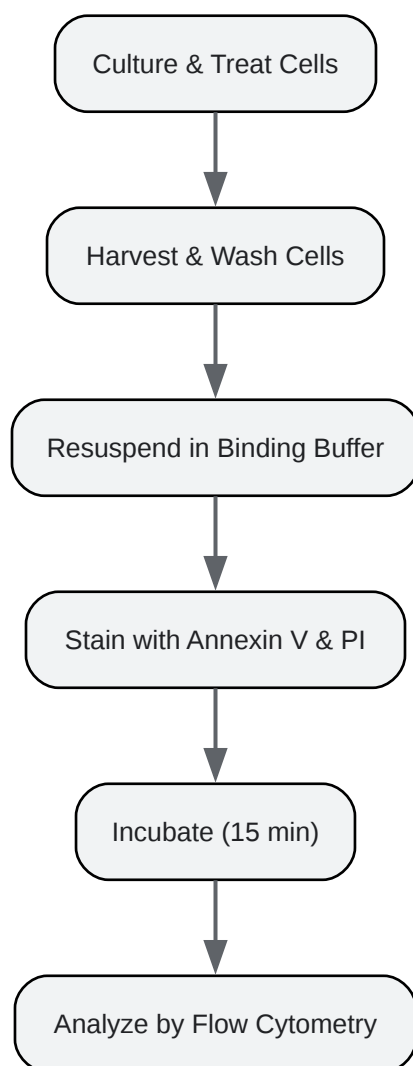 Culture & Treat Cells
Harvest & Wash Cells
Resuspend in Binding Buffer
Stain with Annexin V & PI
Incubate (15 min)
Analyze by Flow Cytometry